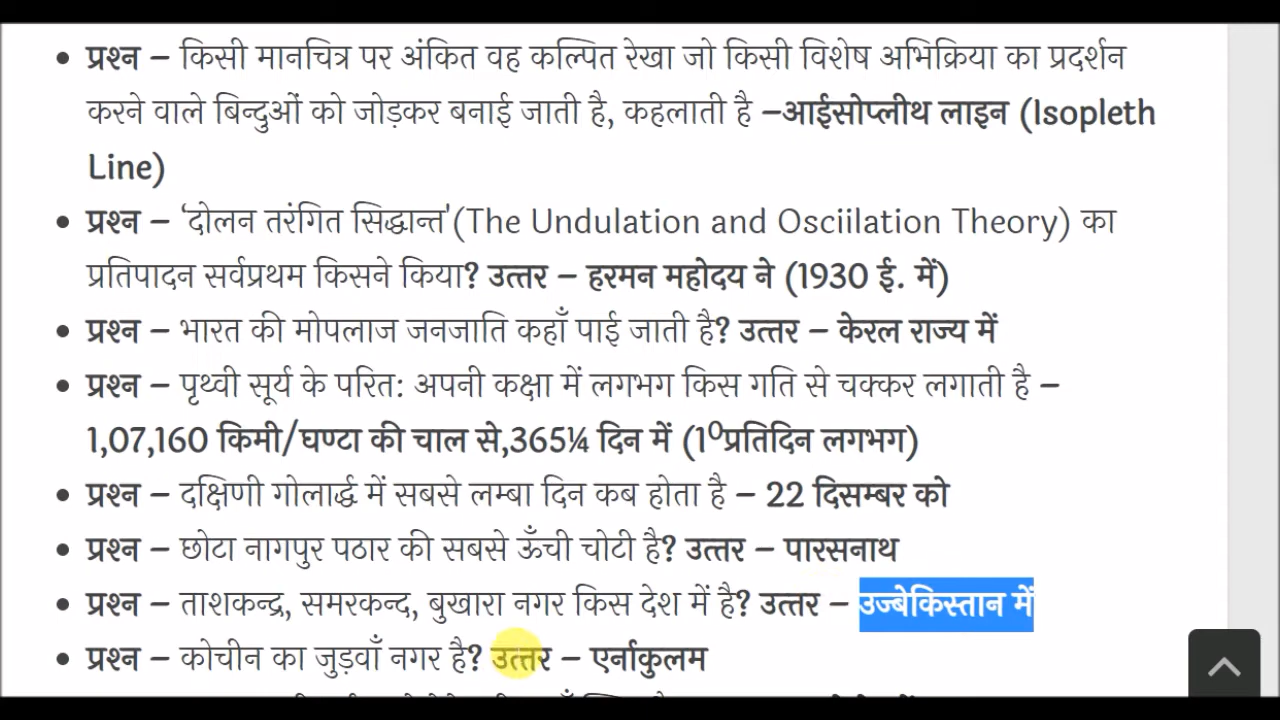 • प्रश्न – किसी मानचित्र पर अंकित वह कल्पित रेखा जो किसी विशेष अभिक्रिया का प्रदर्शन
करने वाले बिन्दुओं को जोड़कर बनाई जाती है, कहलाती है –आईसोप्लीथ लाइन (Isopleth
Line)
• प्रश्न – ‘दोलन तरंगित सिद्धान्त'(The Undulation and Osciilation Theory) का
प्रतिपादन सर्वप्रथम किसने किया? उत्तर – हरमन महोदय ने (1930 ई. में)
• प्रश्न – भारत की मोपलाज जनजाति कहाँ पाई जाती है? उत्तर – केरल राज्य में
• प्रश्न – पृथ्वी सूर्य के परित: अपनी कक्षा में लगभग किस गति से चक्कर लगाती है –
1,07,160 किमी/घण्टा की चाल से,365¼ दिन में (1⁰प्रतिदिन लगभग)
• प्रश्न – दक्षिणी गोलार्द्ध में सबसे लम्बा दिन कब होता है – 22 दिसम्बर को
• प्रश्न – छोटा नागपुर पठार की सबसे ऊँची चोटी है? उत्तर – पारसनाथ
• प्रश्न – ताशकन्द्र, समरकन्द, बुखारा नगर किस देश में है? उत्तर – उज्बेकिस्तान में
• प्रश्न – कोचीन का जुड़वाँ नगर है? उत्तर – एर्नाकुलम